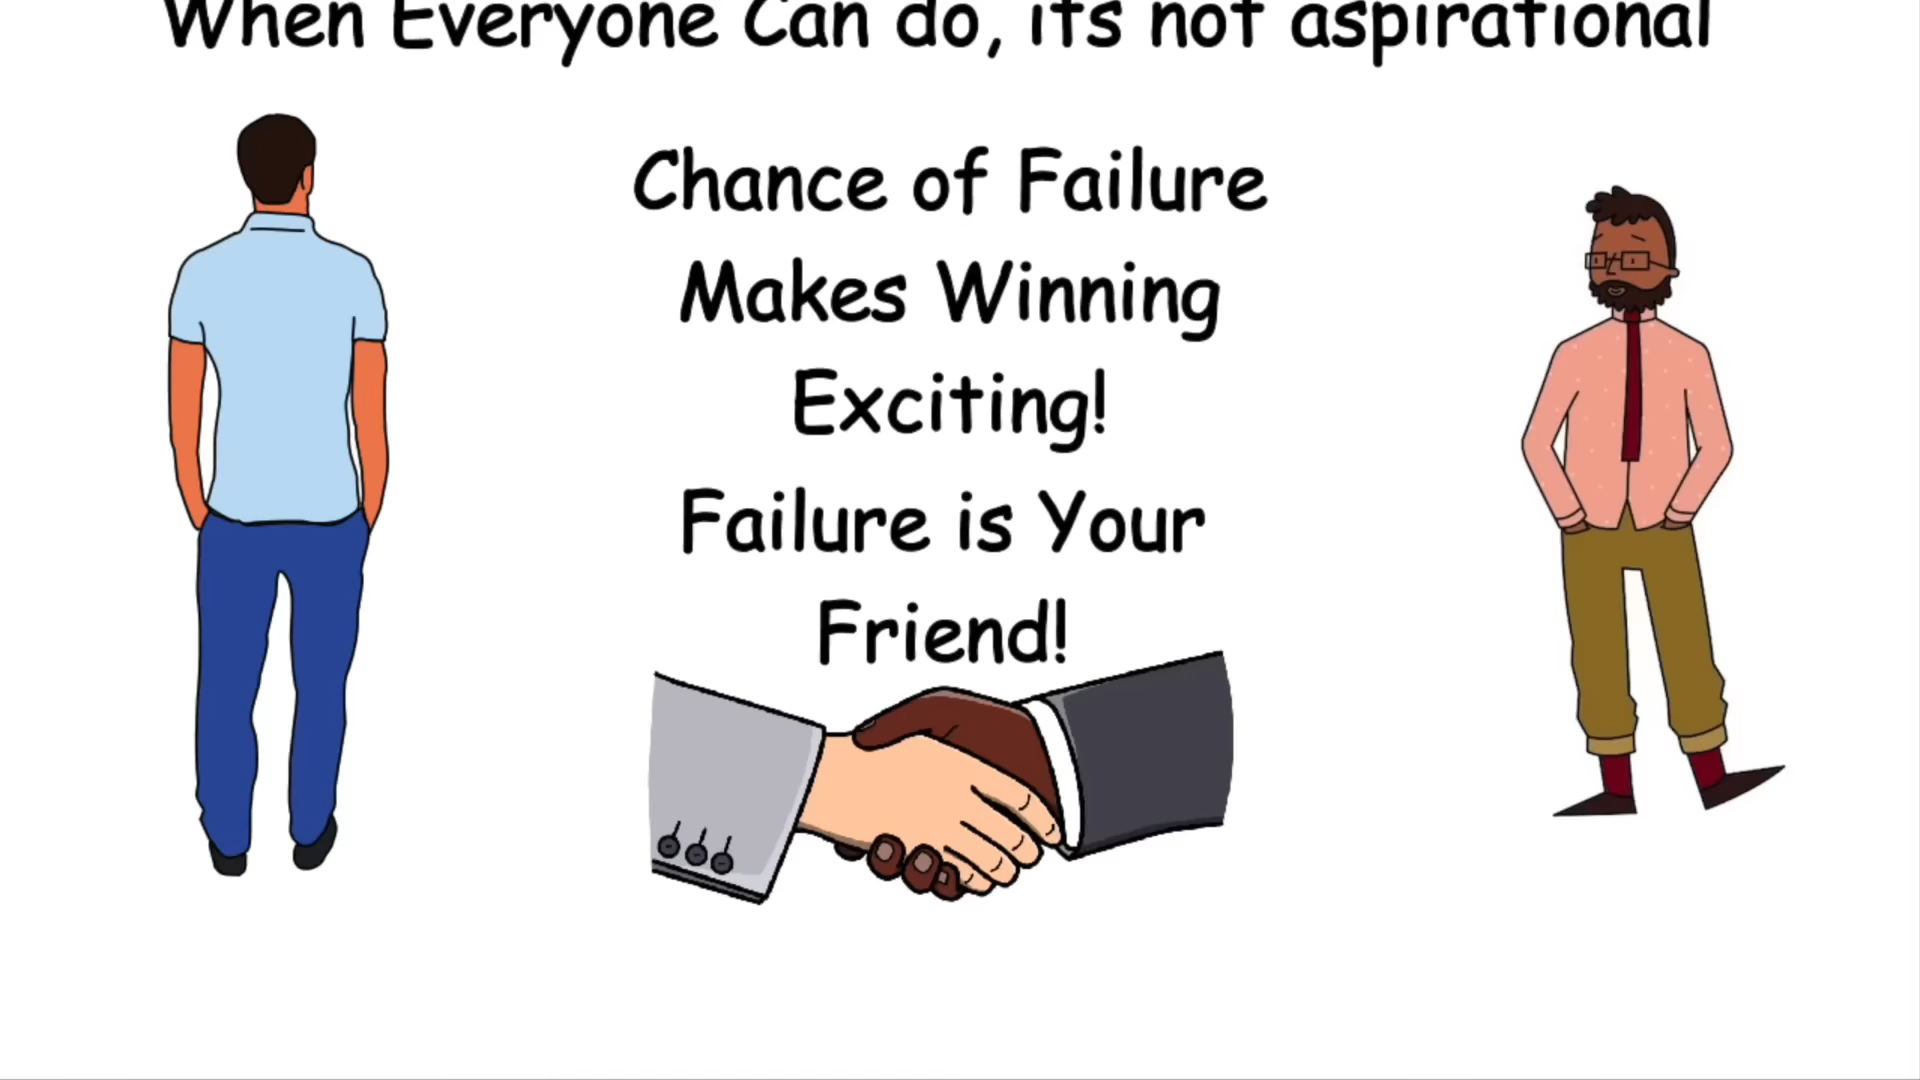 When Everyone Can do, its not aspirational
Chance of Failure
Makes Winning
Exciting!
Failure is Your
Friend!